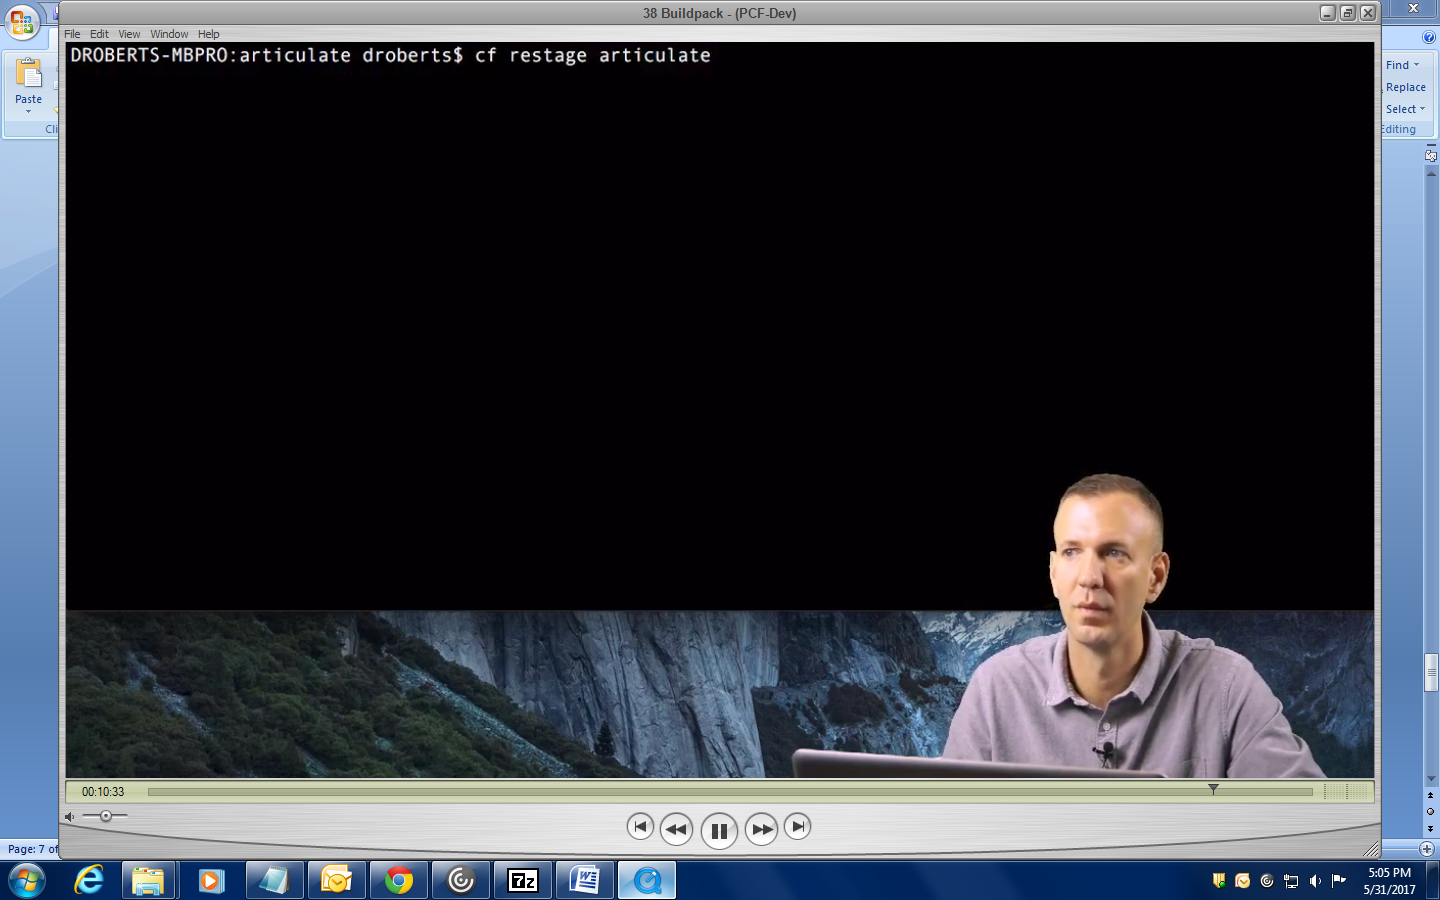 38 Buildpack - (PCF-Dev)
File Edit View Window Help
DROBERTS-MBPRO:articulate droberts$ cf restage articulate
Paste
Find
Replace
Select
Editing
00:10:33
Page: 7 of
7z
5:05 PM
5/31/2017